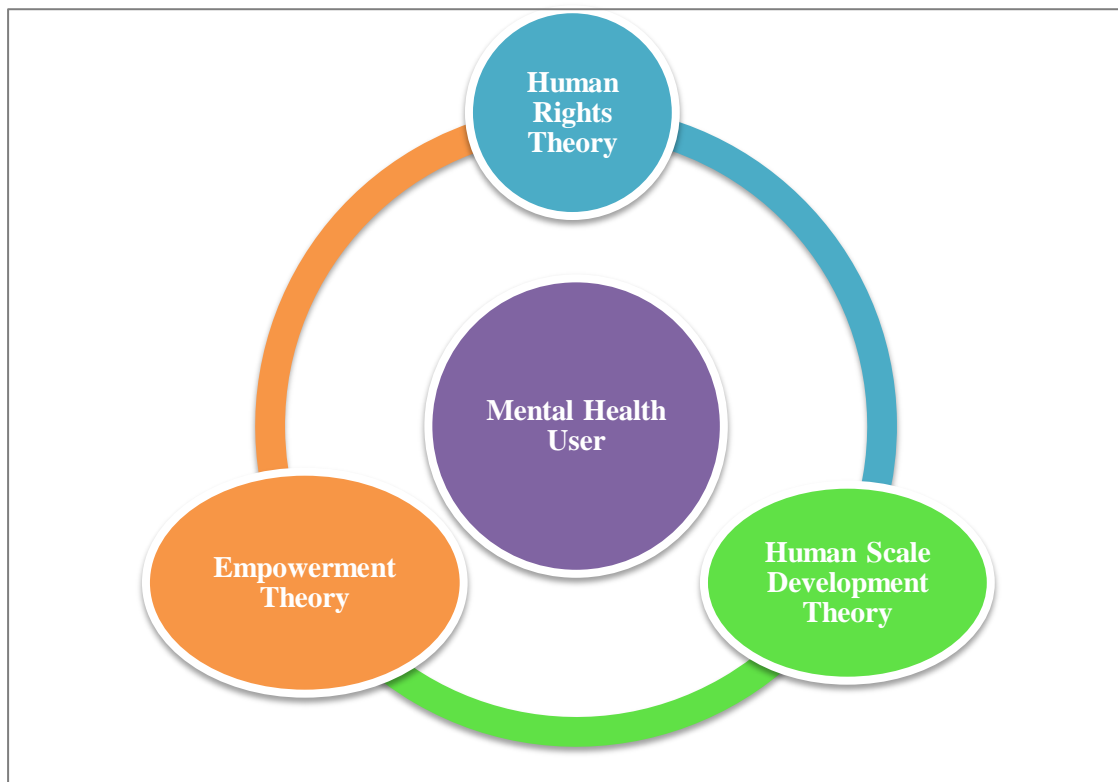 Human
Rights
Theory
Mental Health
User
Empowerment
Theory
Human Scale
Development
Theory